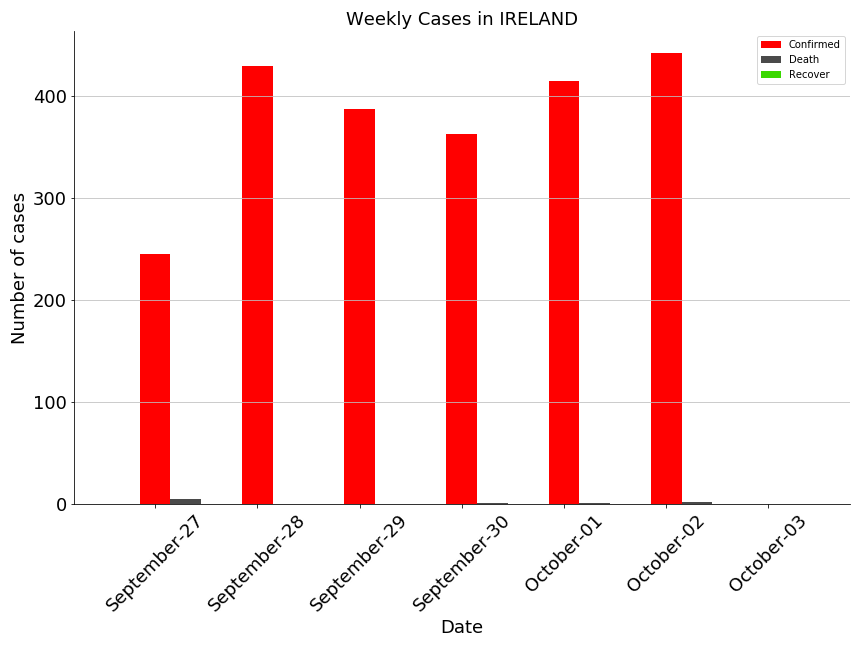 Weekly Cases in IRELAND
Confirmed
Death
Recover
Number of cases
400
300
200
100
0
September-27
September-28
September-29
September-30
October-01
October-02
October-03
Date